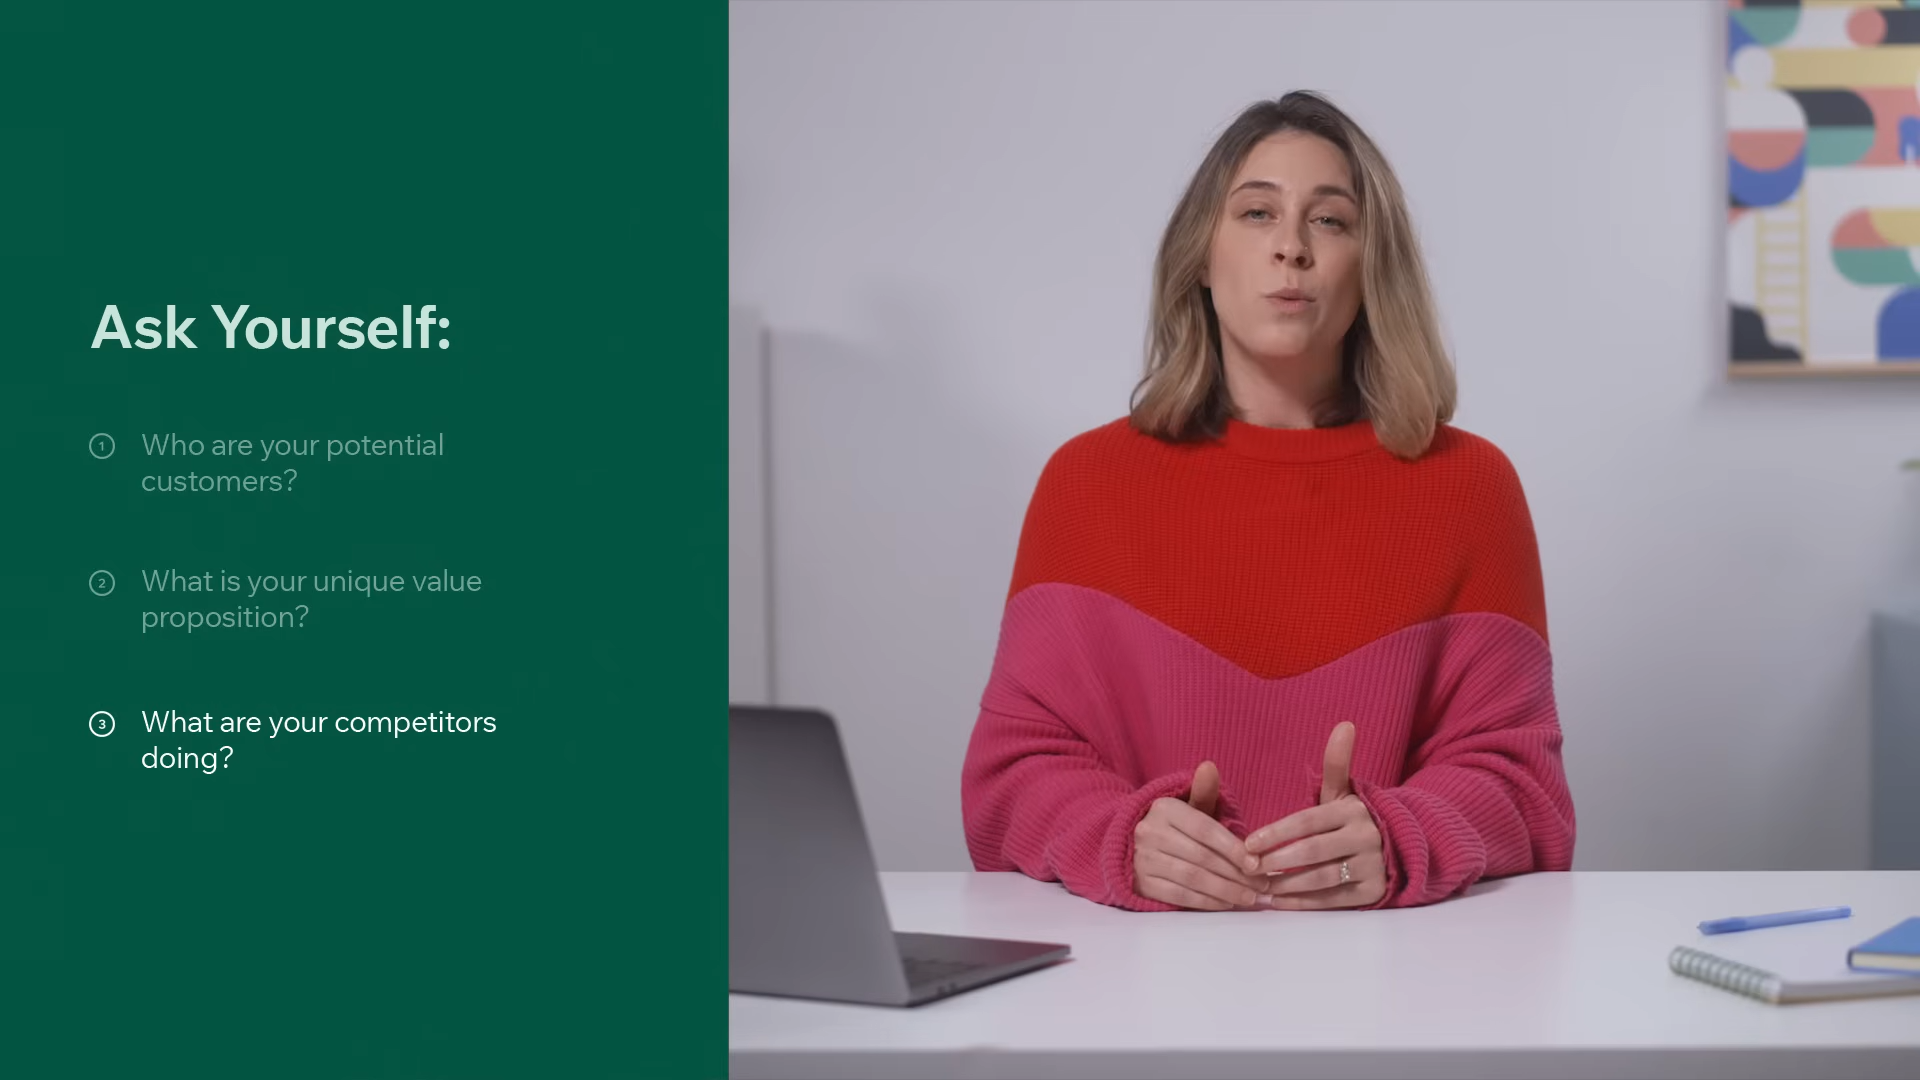 Ask Yourself:
1 Who are your potential
customers?
2 What is your unique value
proposition?
3 What are your competitors
doing?